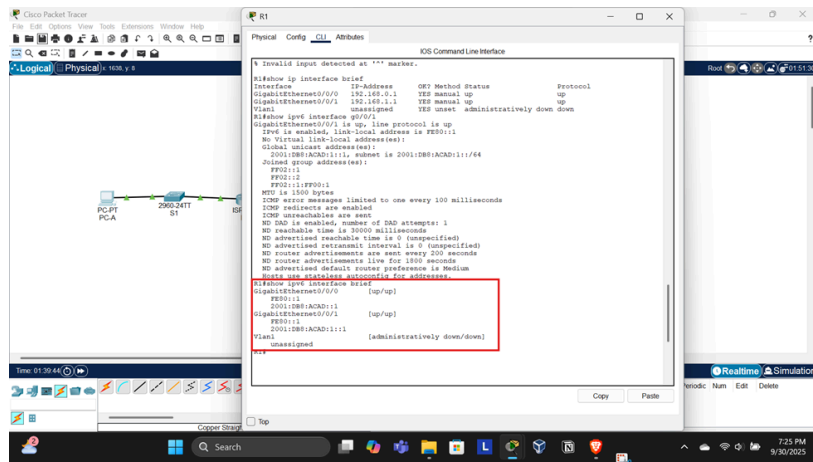 Cisco Packet Tracer
File Edit Options View Tools Extensions Window Help
Logical Physical x: 1638, y: 8
Root 01:51:30
PC-PT
PC-A
2960-24TT
S1
R1
Physical Config CLI Attributes
IOS Command Line Interface
% Invalid input detected at '^' marker.
R1#show ip interface brief
Interface IP-Address OK? Method Status Protocol
GigabitEthernet0/0/0 192.168.0.1 YES manual up up
GigabitEthernet0/0/1 192.168.1.1 YES manual up up
Vlan1 unassigned YES unset administratively down down
R1#show ipv6 interface g0/0/1
GigabitEthernet0/0/1 is up, line protocol is up
IPv6 is enabled, link-local address is FE80::1
No Virtual link-local address(es):
Global unicast address(es):
2001:DB8:ACAD:1::1, subnet is 2001:DB8:ACAD:1::/64
Joined group address(es):
FF02::1
FF02::2
FF02::1:FF00:1
MTU is 1500 bytes
ICMP error messages limited to one every 100 milliseconds
ICMP redirects are enabled
ICMP unreachables are sent
ND DAD is enabled, number of DAD attempts: 1
ND reachable time is 30000 milliseconds
ND advertised reachable time is 0 (unspecified)
ND advertised retransmit interval is 0 (unspecified)
ND router advertisements are sent every 200 seconds
ND router advertisements live for 1800 seconds
ND advertised default router preference is Medium
Hosts use stateless autoconfig for addresses.
R1#show ipv6 interface brief
GigabitEthernet0/0/0 [up/up]
FE80::1
2001:DB8:ACAD::1
GigabitEthernet0/0/1 [up/up]
FE80::1
2001:DB8:ACAD:1::1
Vlan1 [administratively down/down]
unassigned
R1#
Copy Paste
Top
Time: 01:39:44
Realtime Simulation
Periodic Num Edit Delete
Copper Straigh
Search
7:25 PM
9/30/2025